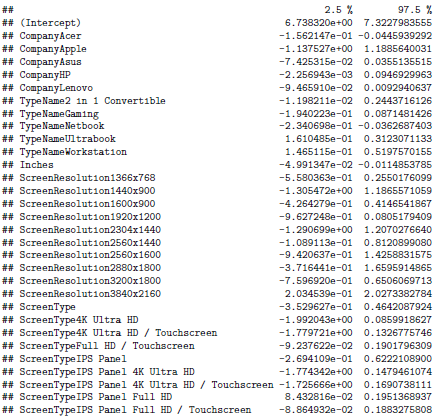 ## 2.5 % 97.5 %
## (Intercept) 6.738320e+00 7.3227983555
## CompanyAcer -1.562147e-01 -0.0445939292
## CompanyApple -1.137527e+00 1.1885640031
## CompanyAsus -7.425315e-02 0.0355135515
## CompanyHP -2.256943e-03 0.0946929963
## CompanyLenovo -9.465910e-02 0.0092940637
## TypeName2 in 1 Convertible -1.198211e-02 0.2443716126
## TypeNameGaming -1.940223e-01 0.0871481426
## TypeNameNetbook -2.340698e-01 -0.0362687403
## TypeNameUltrabook 1.610485e-01 0.3123071133
## TypeNameWorkstation 1.465115e-01 0.5197570155
## Inches -4.991347e-02 -0.0114853785
## ScreenResolution1366x768 -5.580363e-01 0.2550176099
## ScreenResolution1440x900 -1.305472e+00 1.1865571059
## ScreenResolution1600x900 -4.264279e-01 0.4146541867
## ScreenResolution1920x1200 -9.627248e-01 0.0805179409
## ScreenResolution2304x1440 -1.290699e+00 1.2070276640
## ScreenResolution2560x1440 -1.089113e-01 0.8120899080
## ScreenResolution2560x1600 -9.420637e-01 1.4258831575
## ScreenResolution2880x1800 -3.716441e-01 1.6595914865
## ScreenResolution3200x1800 -7.596920e-01 0.6506069713
## ScreenResolution3840x2160 2.034539e-01 2.0273382784
## ScreenType -3.529627e-01 0.4642087924
## ScreenType4K Ultra HD -1.992043e+00 0.0859918627
## ScreenType4K Ultra HD / Touchscreen -1.779721e+00 0.1326775746
## ScreenTypeFull HD / Touchscreen -9.237622e-02 0.1901796309
## ScreenTypeIPS Panel -2.694109e-01 0.6222108900
## ScreenTypeIPS Panel 4K Ultra HD -1.774342e+00 0.1479461074
## ScreenTypeIPS Panel 4K Ultra HD / Touchscreen -1.725666e+00 0.1690738111
## ScreenTypeIPS Panel Full HD 8.432816e-02 0.1951368937
## ScreenTypeIPS Panel Full HD / Touchscreen -8.864932e-02 0.1883275808